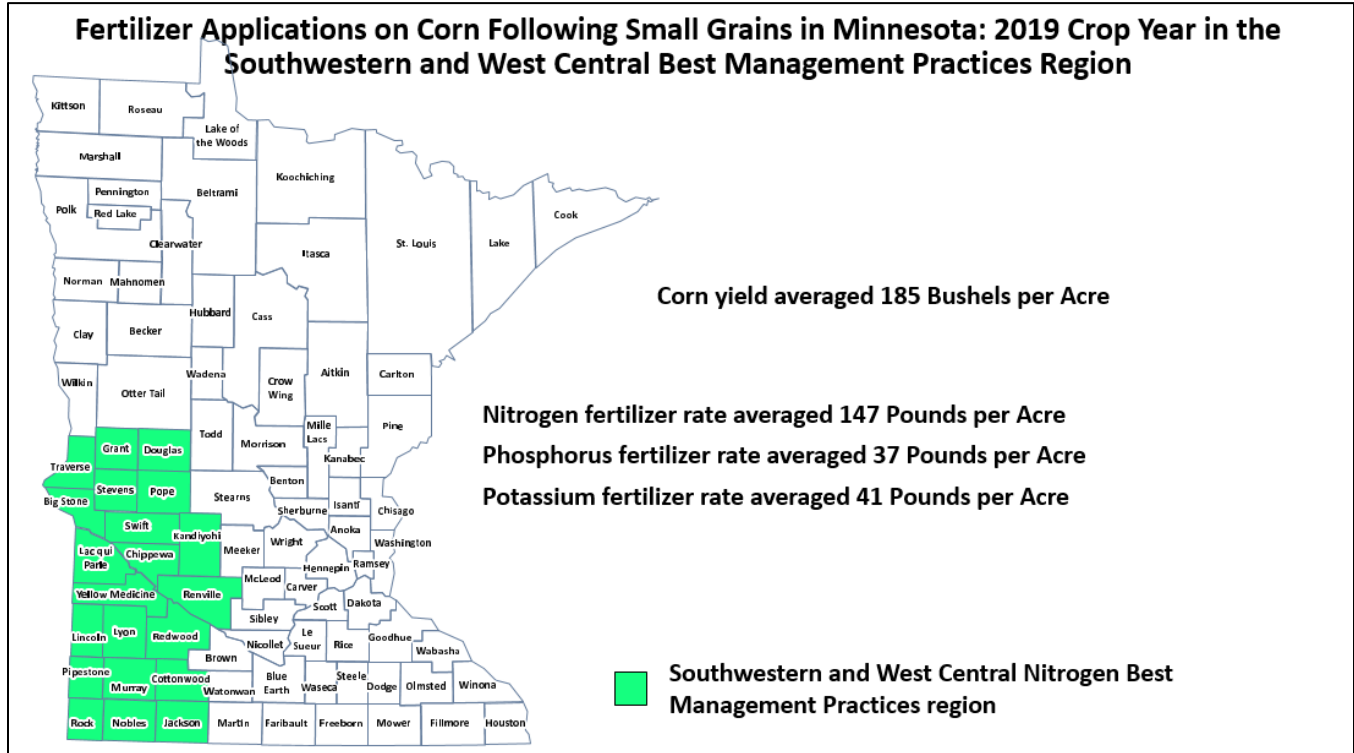 Fertilizer Applications on Corn Following Small Grains in Minnesota: 2019 Crop Year in the
Southwestern and West Central Best Management Practices Region
Kittson
Roseau
Lake of
the Woods
Marshall
Koochiching
Pennington
Beltrami
Polk
Red Lake
Cook
Clearwater
St. Louis
Lake
Itasca
Norman
Mahnomen
Hubbard
Cass
Clay
Becker
Wadena
Aitkin
Carlton
Wilkin
Otter Tail
Crow
Wing
Todd
Morrison
Mille
Lacs
Pine
Kanabec
Grant
Douglas
Traverse
Stevens
Pope
Big Stone
Stearns
Benton
Isanti
Chisago
Sherburne
Swift
Kandiyohi
Anoka
Washington
Wright
Meeker
Lac qui
Parle
Chippewa
Hennepin
Ramsey
McLeod
Carver
Yellow Medicine
Renville
Scott
Dakota
Sibley
Lincoln
Lyon
Redwood
Nicollet
Le
Sueur
Rice
Goodhue
Wabasha
Brown
Pipestone
Murray
Cottonwood
Watonwan
Blue
Earth
Waseca
Steele
Dodge
Olmsted
Winona
Rock
Nobles
Jackson
Martin
Faribault
Freeborn
Mower
Fillmore
Houston
Corn yield averaged 185 Bushels per Acre
Nitrogen fertilizer rate averaged 147 Pounds per Acre
Phosphorus fertilizer rate averaged 37 Pounds per Acre
Potassium fertilizer rate averaged 41 Pounds per Acre
Southwestern and West Central Nitrogen Best
Management Practices region